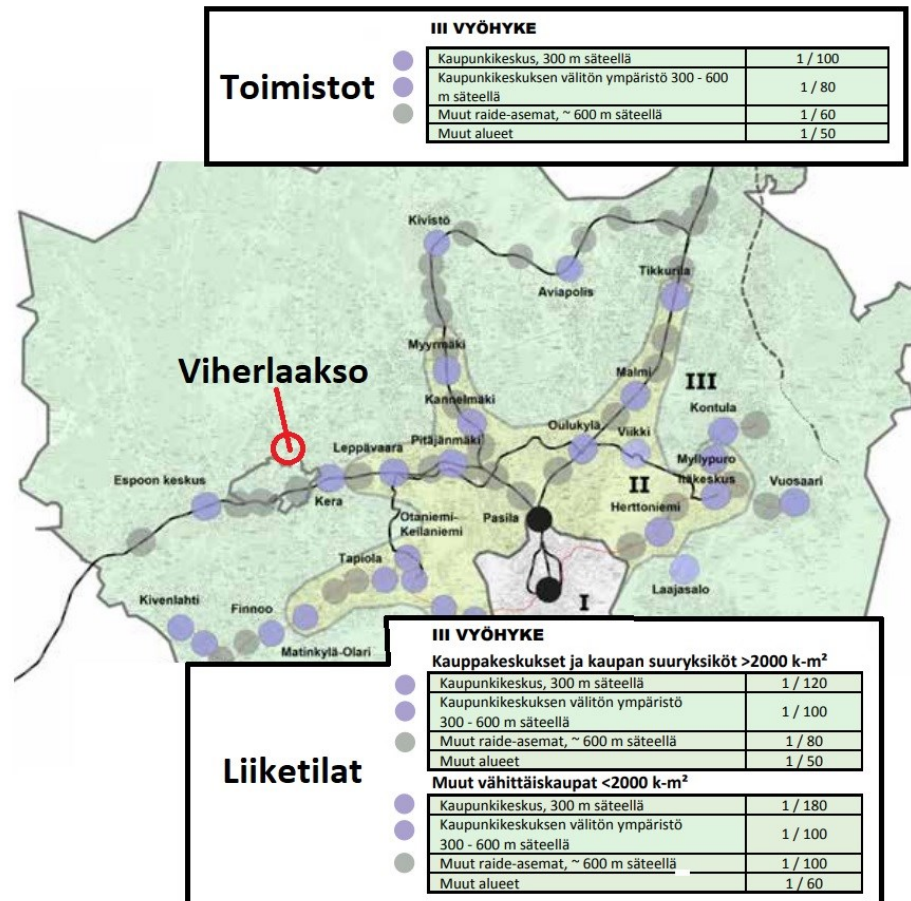 III VYÖHYKE
Toimistot
Kaupunkikeskus, 300 m säteellä 1 / 100
Kaupunkikeskuksen välitön ympäristö 300 - 600
m säteellä 1 / 80
Muut raide-asemat, ~ 600 m säteellä 1 / 60
Muut alueet 1 / 50
Kivistö
Aviapolis
Tikkurila
Myyrmäki
Viherlaakso
Malmi
III
Kannelmäki
Kontula
Leppävaara
Pitäjänmäki
Oulukylä
Viikki
Myllypuro
Espoon keskus
Kera
II
Vuosaari
Otaniemi-
Keilaniemi
Pasila
Herttoniemi
Tapiola
Laajasalo
Kivenlahti
Finnoo
I
Matinkylä-Olari
III VYÖHYKE
Kauppakeskukset ja kaupan suuryksiköt >2000 k-m²
Kaupunkikeskus, 300 m säteellä 1 / 120
Kaupunkikeskuksen välitön ympäristö
300 - 600 m säteellä 1 / 100
Muut raide-asemat, ~ 600 m säteellä 1 / 80
Muut alueet 1 / 50
Liiketilat
Muut vähittäiskaupat <2000 k-m²
Kaupunkikeskus, 300 m säteellä 1 / 180
Kaupunkikeskuksen välitön ympäristö
300 - 600 m säteellä 1 / 100
Muut raide-asemat, ~ 600 m säteellä 1 / 100
Muut alueet 1 / 60